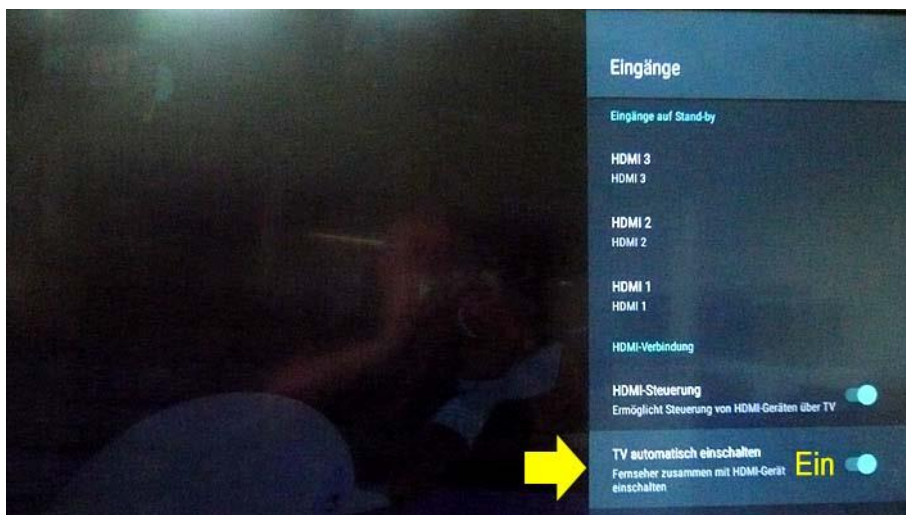 Eingänge
Eingänge auf Stand-by
HDMI 3
HDMI 3
HDMI 2
HDMI 2
HDMI 1
HDMI 1
HDMI-Verbindung
HDMI-Steuerung
Ermöglicht Steuerung von HDMI-Geräten über TV
TV automatisch einschalten
Fernseher zusammen mit HDMI-Gerät
einschalten
Ein